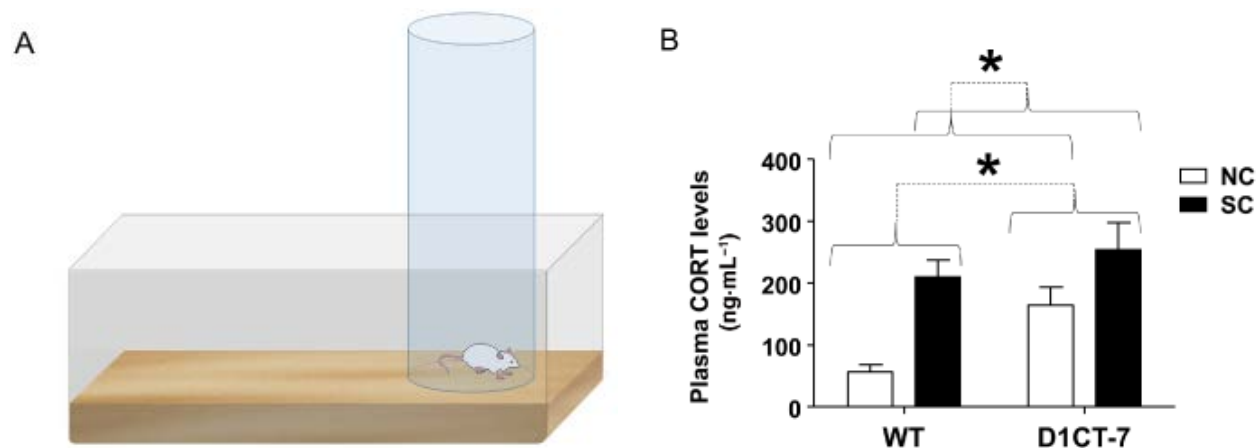 A
B
*
*
Plasma CORT levels
(ng·mL⁻¹)
400
300
200
100
0
WT
D1CT-7
NC
SC